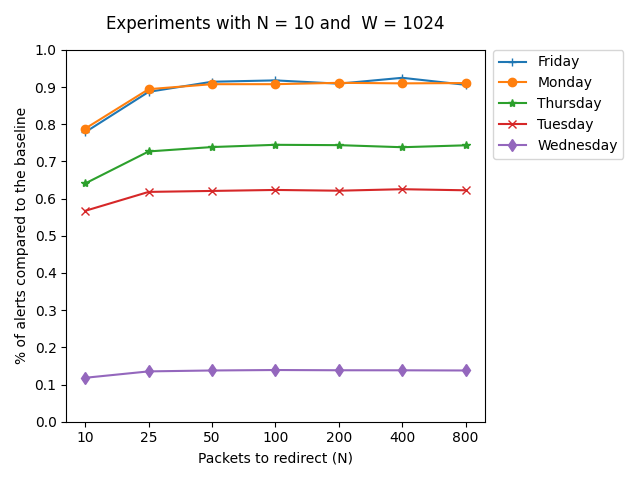 Experiments with N = 10 and  W = 1024
1.0
0.9
0.8
0.7
0.6
0.5
0.4
0.3
0.2
0.1
0.0
% of alerts compared to the baseline
10 25 50 100 200 400 800
Packets to redirect (N)
Friday
Monday
Thursday
Tuesday
Wednesday